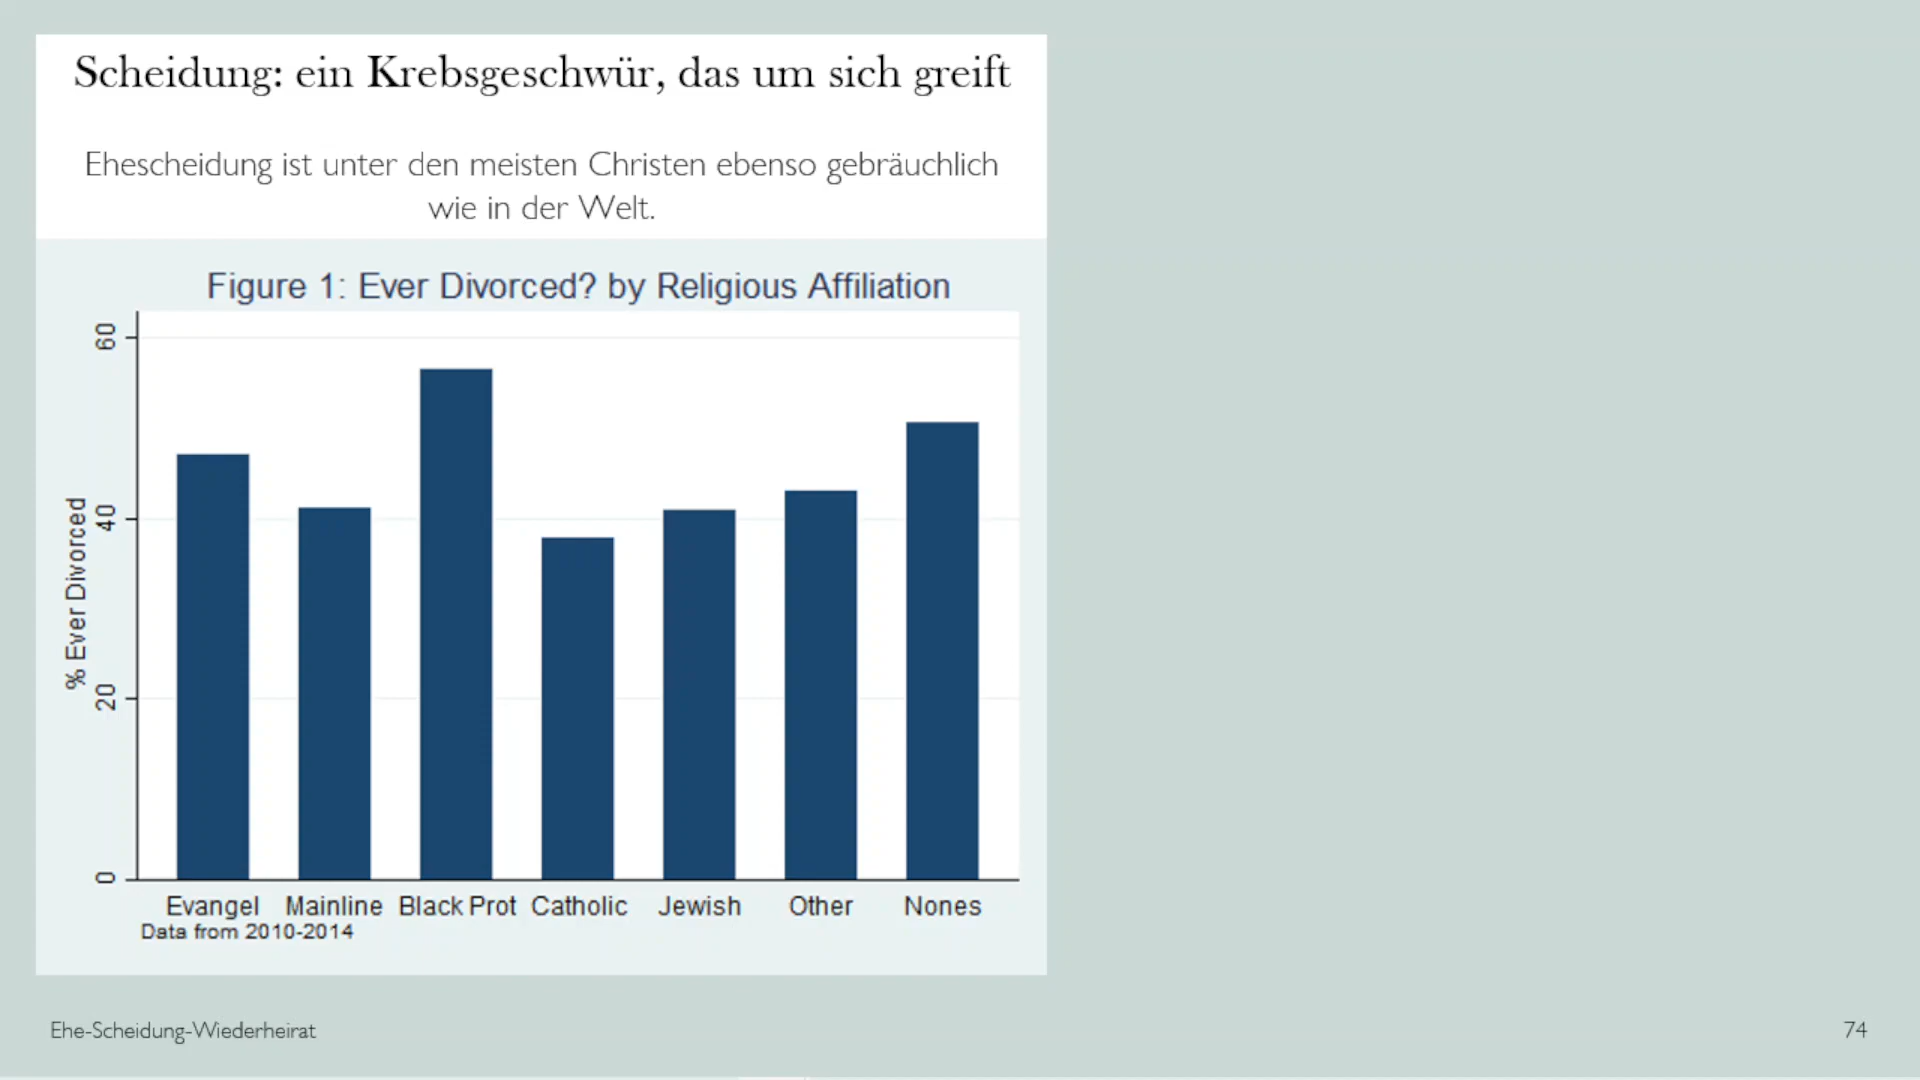 Scheidung: ein Krebsgeschwür, das um sich greift
Ehescheidung ist unter den meisten Christen ebenso gebräuchlich
wie in der Welt.
Figure 1: Ever Divorced? by Religious Affiliation
% Ever Divorced
60
40
20
0
Evangel Mainline Black Prot Catholic Jewish Other Nones
Data from 2010-2014
Ehe-Scheidung-Wiederheirat
74